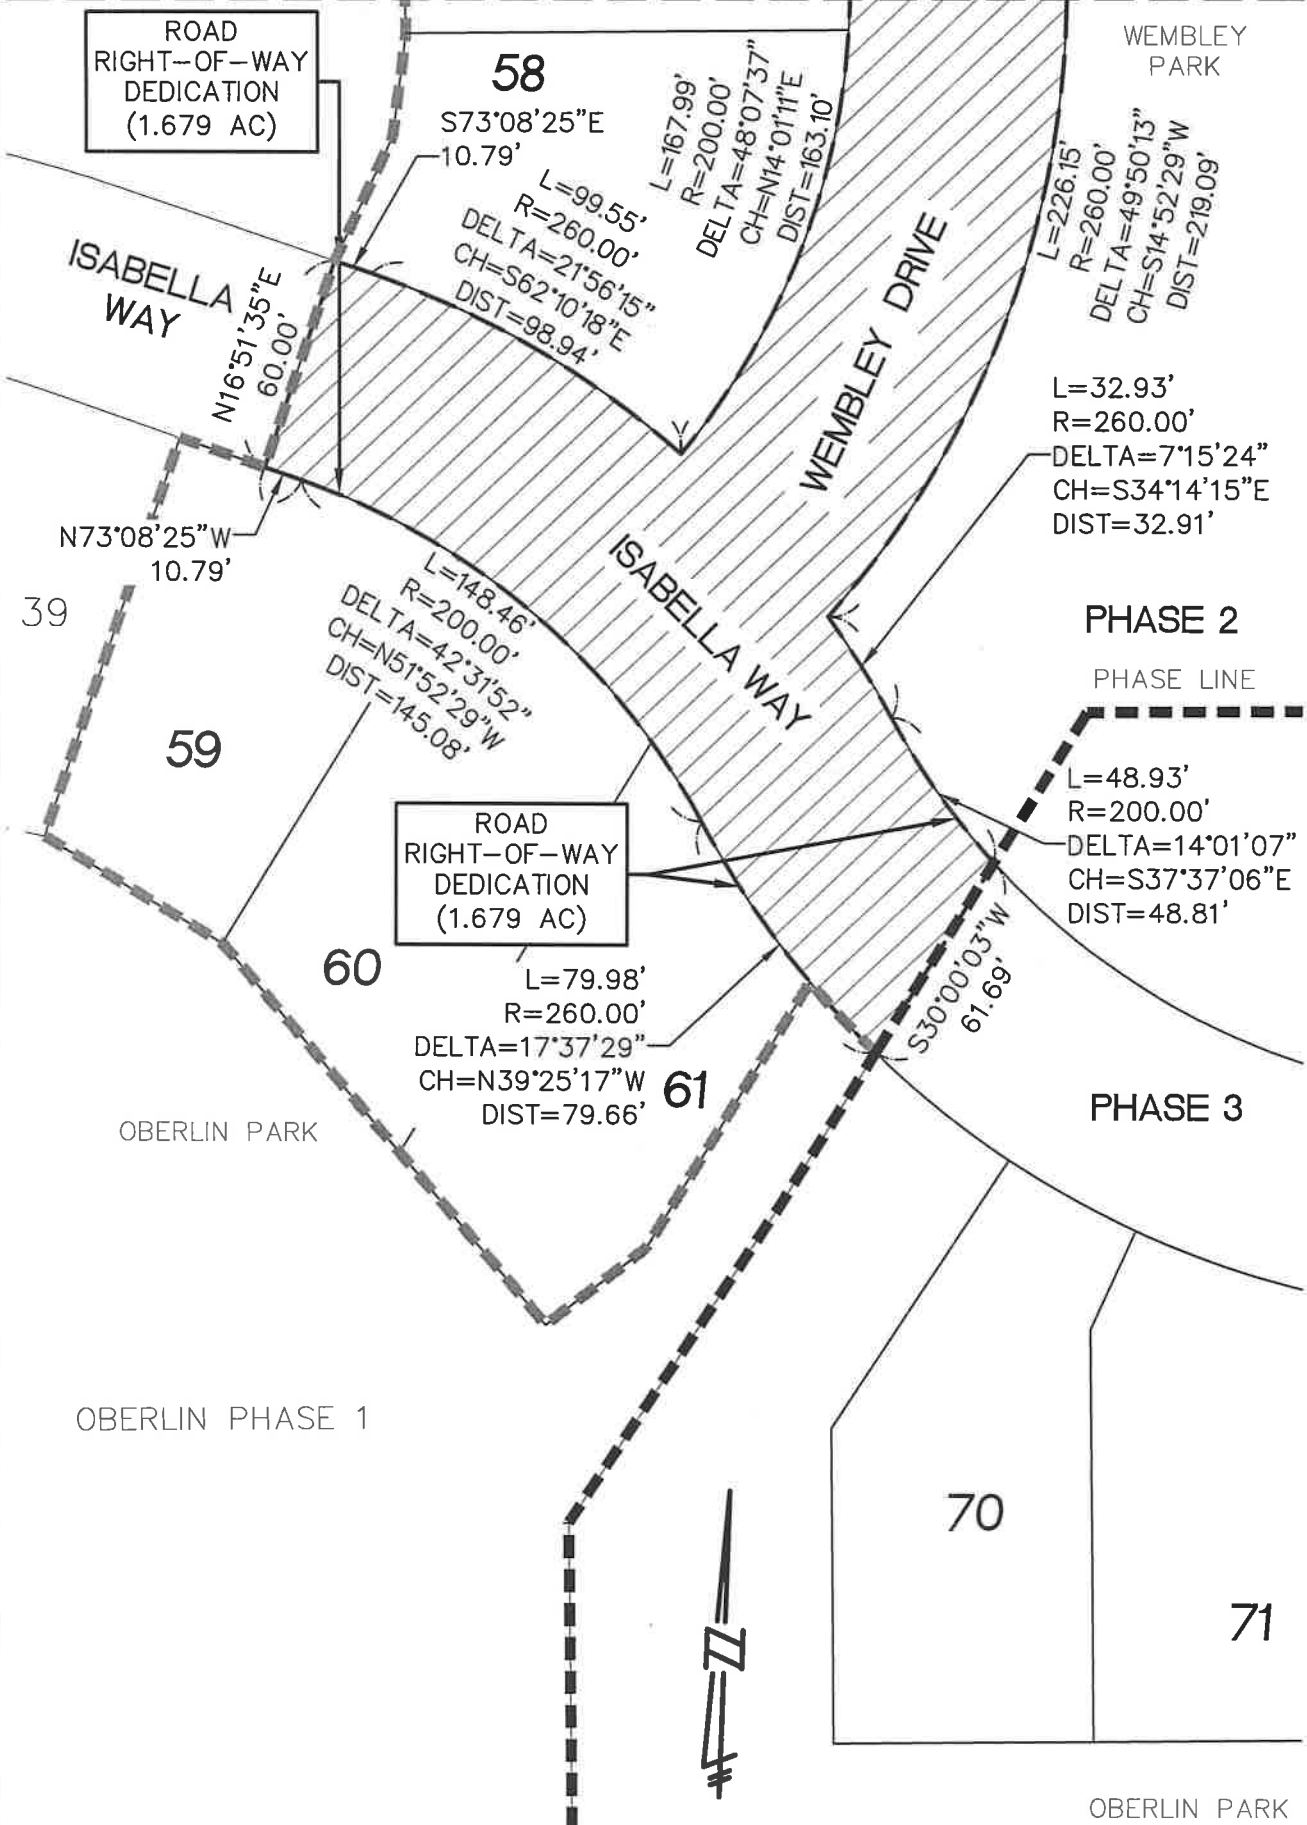 ROAD
RIGHT-OF-WAY
DEDICATION
(1.679 AC)
58
S73°08'25"E
10.79'
L=99.55'
R=260.00'
DELTA=21°56'15"
CH=S62°10'18"E
DIST=98.94'
L=167.99'
R=200.00'
DELTA=48°07'37"
CH=N14°01'11"E
DIST=163.10'
WEMBLEY
PARK
L=226.15'
R=260.00'
DELTA=49°50'13"
CH=S14°52'29"W
DIST=219.09'
ISABELLA
WAY
N16°51'35"E
60.00'
WEMBLEY DRIVE
L=32.93'
R=260.00'
DELTA=7°15'24"
CH=S34°14'15"E
DIST=32.91'
N73°08'25"W
10.79'
39
L=148.46'
R=200.00'
DELTA=42°31'52"
CH=N51°52'29"W
DIST=145.08'
ISABELLA WAY
PHASE 2
PHASE LINE
59
L=48.93'
R=200.00'
DELTA=14°01'07"
CH=S37°37'06"E
DIST=48.81'
ROAD
RIGHT-OF-WAY
DEDICATION
(1.679 AC)
60
S30°00'03"W
61.69'
L=79.98'
R=260.00'
DELTA=17°37'29"
CH=N39°25'17"W
DIST=79.66'
61
OBERLIN PARK
PHASE 3
OBERLIN PHASE 1
70
71
N
OBERLIN PARK